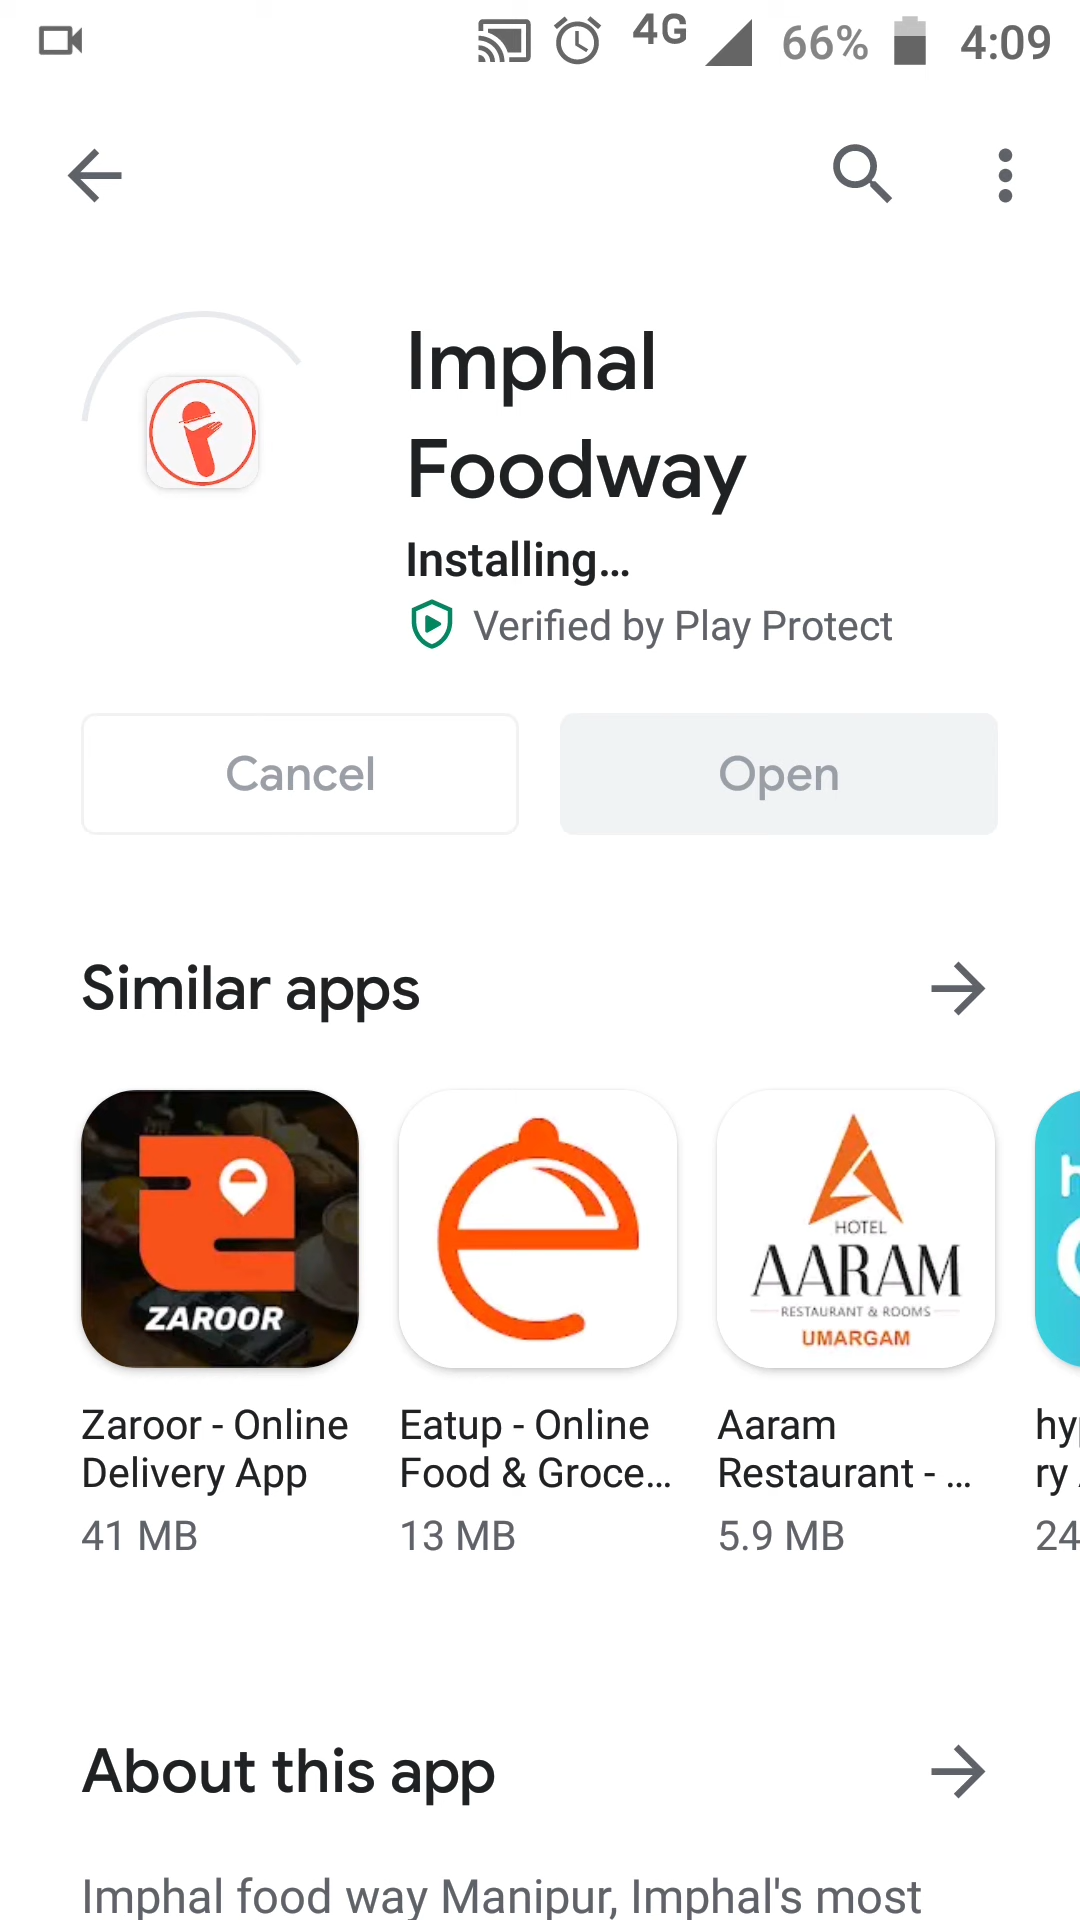 4G 66% 4:09
Imphal
Foodway
Installing...
Verified by Play Protect
Cancel Open
Similar apps
ZAROOR
HOTEL
AARAM
RESTAURANT & ROOMS
UMARGAM
Zaroor - Online
Delivery App
41 MB
Eatup - Online
Food & Groce...
13 MB
Aaram
Restaurant - ...
5.9 MB
ry
24
About this app
Imphal food way Manipur, Imphal's most